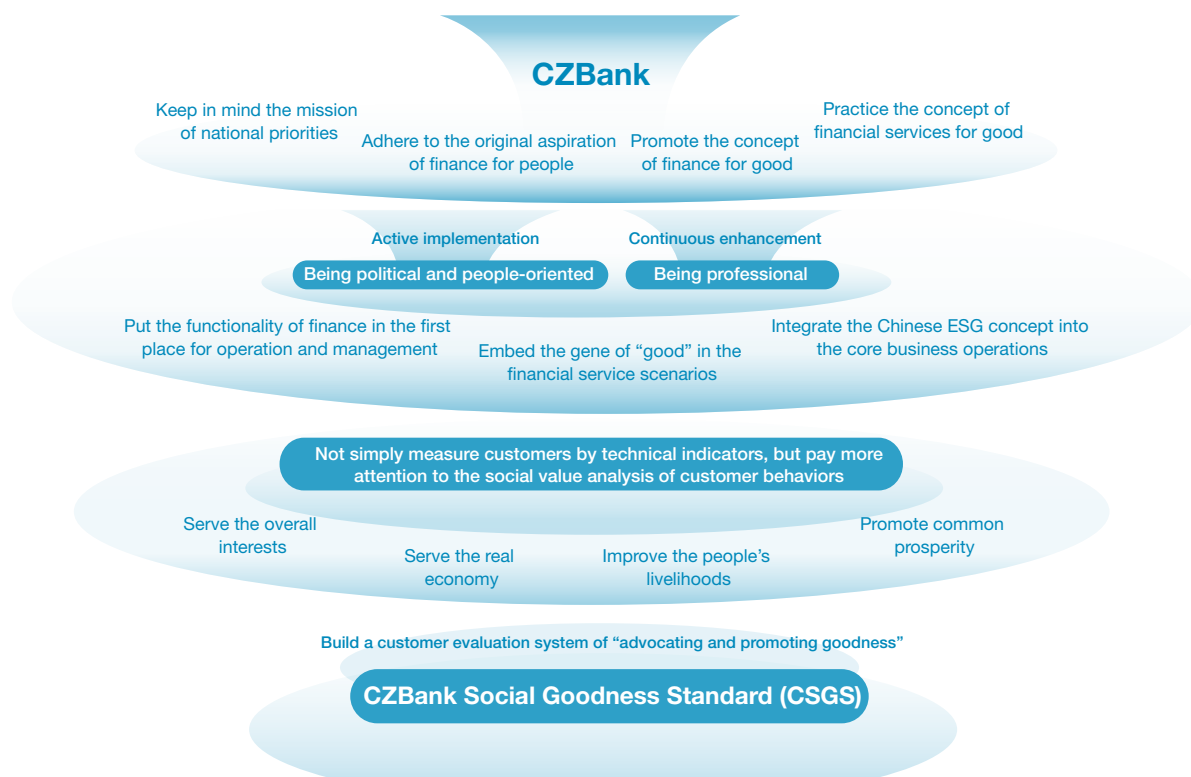 CZBank
Keep in mind the mission
of national priorities
Adhere to the original aspiration
of finance for people
Promote the concept
of finance for good
Practice the concept of
financial services for good
Active implementation
Continuous enhancement
Being political and people-oriented
Being professional
Put the functionality of finance in the first
place for operation and management
Embed the gene of “good” in the
financial service scenarios
Integrate the Chinese ESG concept into
the core business operations
Not simply measure customers by technical indicators, but pay more
attention to the social value analysis of customer behaviors
Serve the overall
interests
Serve the real
economy
Improve the people’s
livelihoods
Promote common
prosperity
Build a customer evaluation system of “advocating and promoting goodness”
CZBank Social Goodness Standard (CSGS)